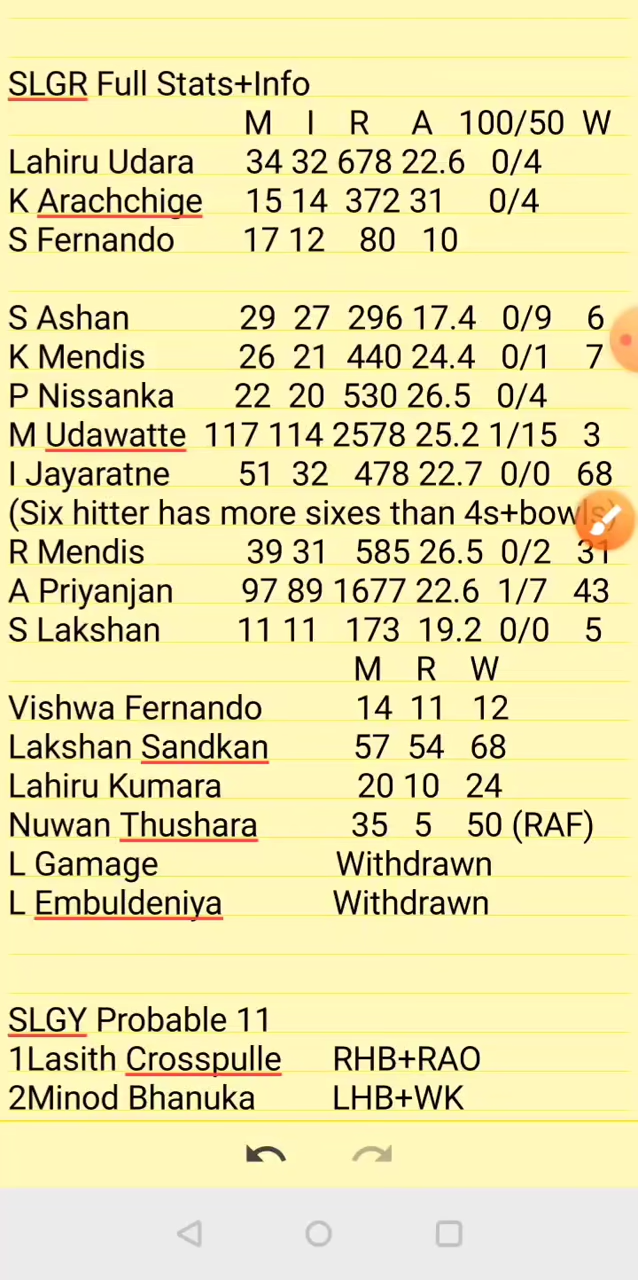 SLGR Full Stats+Info
M I R A 100/50 W
Lahiru Udara 34 32 678 22.6 0/4
K Arachchige 15 14 372 31 0/4
S Fernando 17 12 80 10
S Ashan 29 27 296 17.4 0/9 6
K Mendis 26 21 440 24.4 0/1 7
P Nissanka 22 20 530 26.5 0/4
M Udawatte 117 114 2578 25.2 1/15 3
I Jayaratne 51 32 478 22.7 0/0 68
(Six hitter has more sixes than 4s+bowls)
R Mendis 39 31 585 26.5 0/2 31
A Priyanjan 97 89 1677 22.6 1/7 43
S Lakshan 11 11 173 19.2 0/0 5
M R W
Vishwa Fernando 14 11 12
Lakshan Sandkan 57 54 68
Lahiru Kumara 20 10 24
Nuwan Thushara 35 5 50 (RAF)
L Gamage Withdrawn
L Embuldeniya Withdrawn
SLGY Probable 11
1Lasith Crosspulle RHB+RAO
2Minod Bhanuka LHB+WK